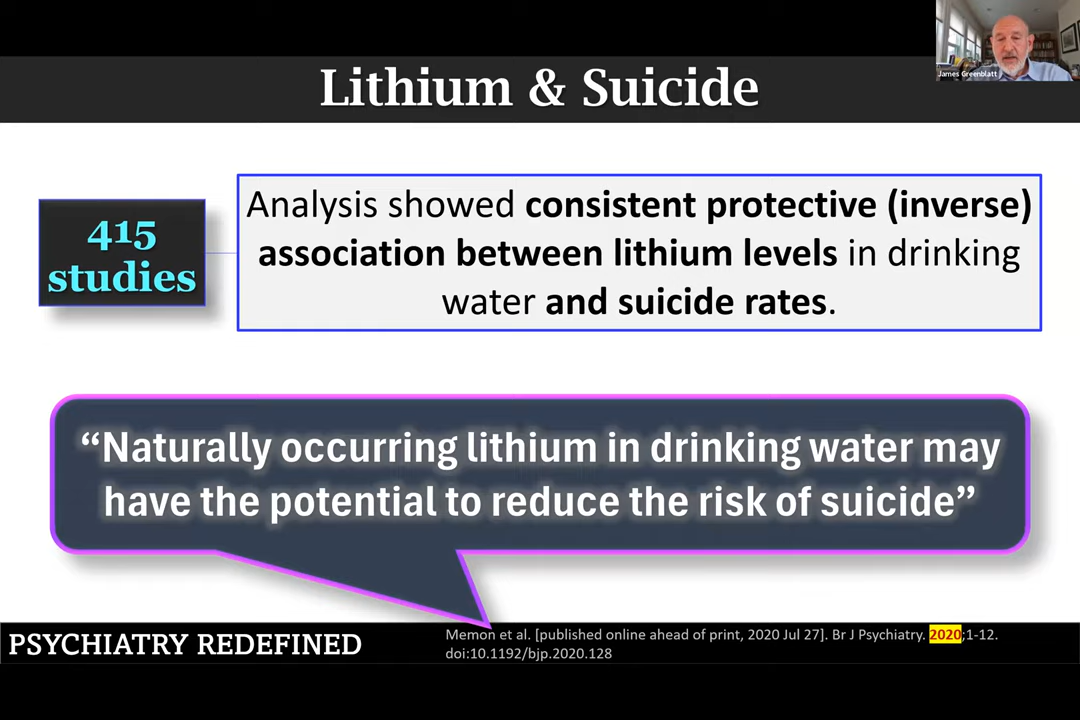 James Greenblatt
Lithium & Suicide
415
studies
Analysis showed consistent protective (inverse)
association between lithium levels in drinking
water and suicide rates.
“Naturally occurring lithium in drinking water may
have the potential to reduce the risk of suicide”
PSYCHIATRY REDEFINED
Memon et al. [published online ahead of print, 2020 Jul 27]. Br J Psychiatry. 2020;1-12.
doi:10.1192/bjp.2020.128